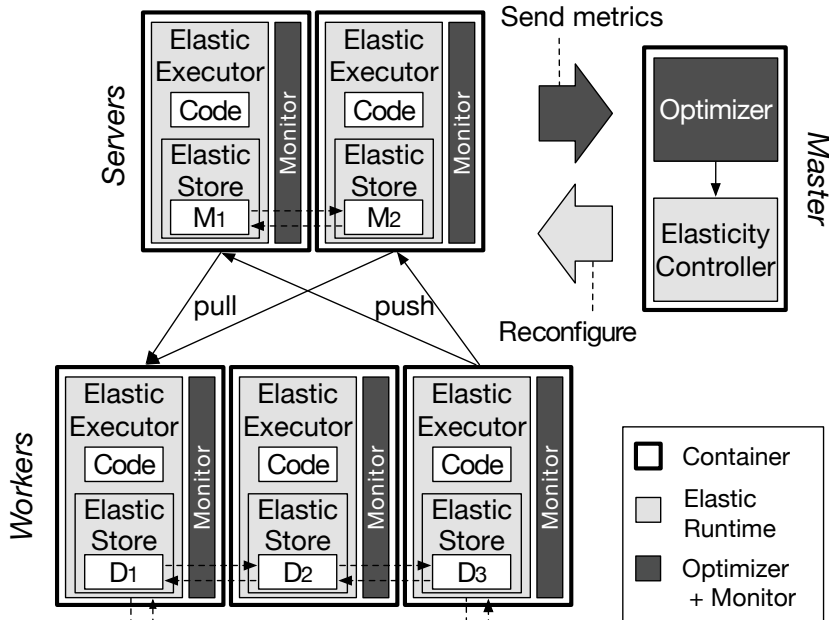 Servers
Elastic
Executor
Code
Elastic
Store
M1
Monitor
Elastic
Executor
Code
Elastic
Store
M2
Monitor
Send metrics
Reconfigure
Optimizer
Elasticity
Controller
Master
pull
push
Workers
Elastic
Executor
Code
Elastic
Store
D1
Monitor
Elastic
Executor
Code
Elastic
Store
D2
Monitor
Elastic
Executor
Code
Elastic
Store
D3
Monitor
Container
Elastic
Runtime
Optimizer
+ Monitor